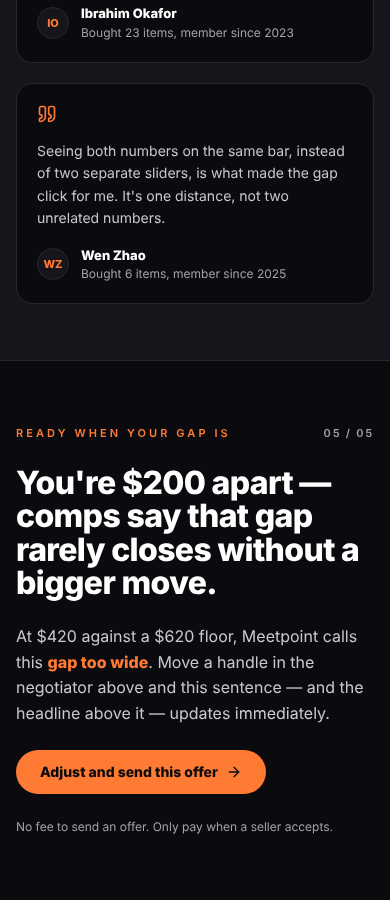 IO
Ibrahim Okafor
Bought 23 items, member since 2023
Seeing both numbers on the same bar, instead
of two separate sliders, is what made the gap
click for me. It's one distance, not two
unrelated numbers.
WZ
Wen Zhao
Bought 6 items, member since 2025
READY WHEN YOUR GAP IS
05 / 05
You're $200 apart —
comps say that gap
rarely closes without a
bigger move.
At $420 against a $620 floor, Meetpoint calls
this gap too wide. Move a handle in the
negotiator above and this sentence — and the
headline above it — updates immediately.
Adjust and send this offer →
No fee to send an offer. Only pay when a seller accepts.